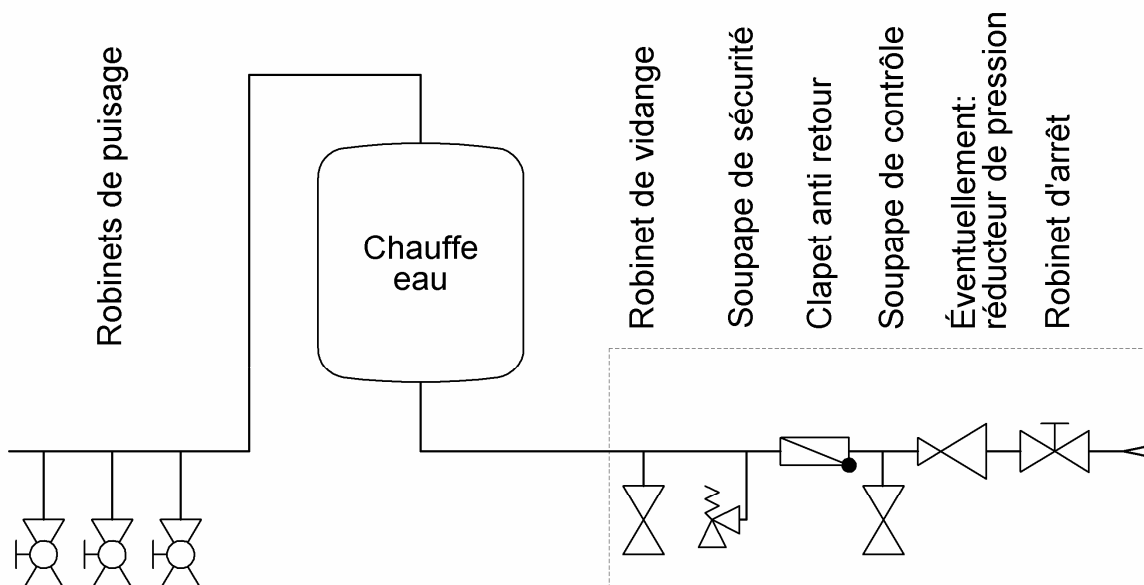 Robinets de puisage
Chauffe
eau
Robinet de vidange
Soupape de sécurité
Clapet anti retour
Soupape de contrôle
Éventuellement:
réducteur de pression
Robinet d'arrêt